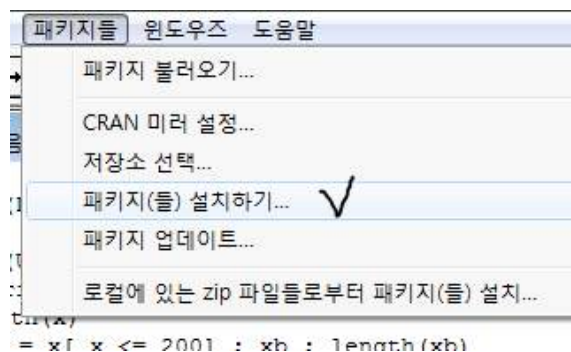 패키지들 윈도우즈 도움말
패키지 불러오기...
CRAN 미러 설정...
저장소 선택...
패키지(들) 설치하기...
패키지 업데이트...
로컬에 있는 zip 파일들로부터 패키지(들) 설치...
= x[ x <= 200] ; xb ; length(xb)